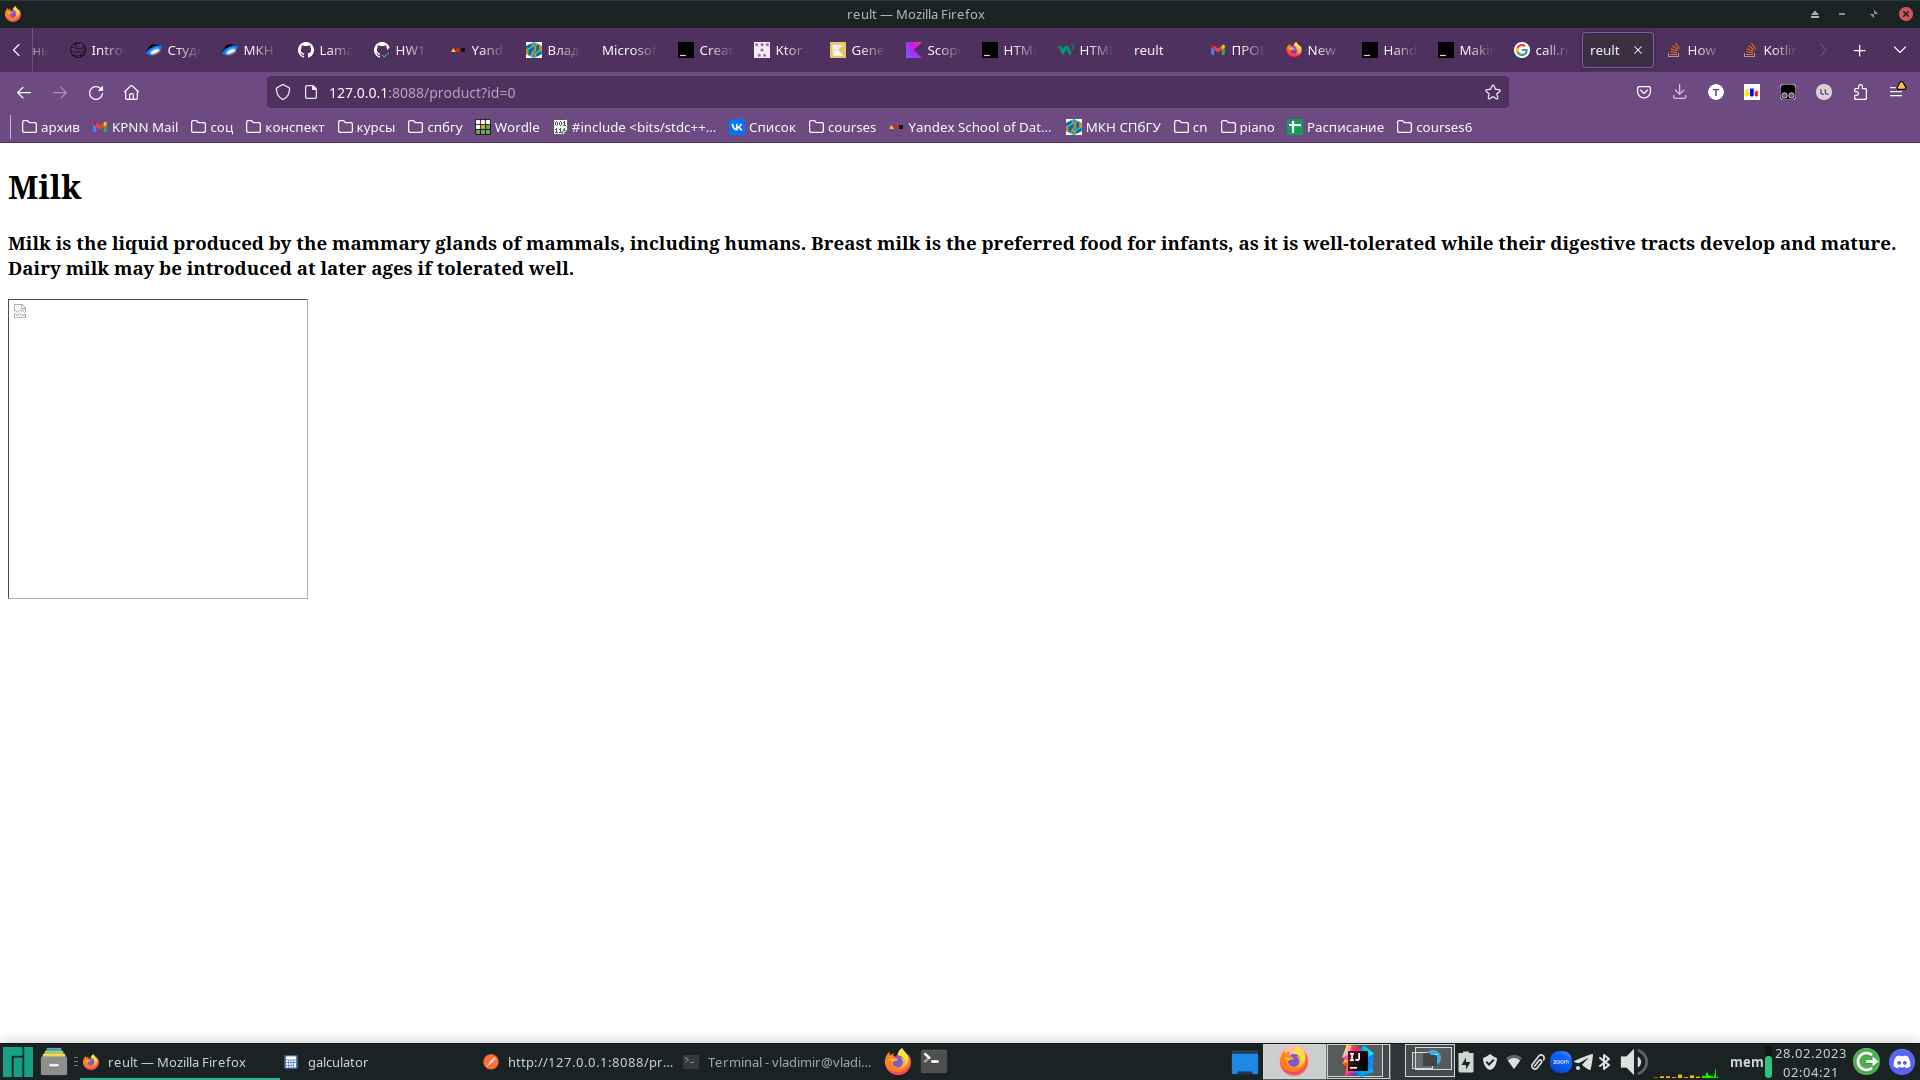 reult — Mozilla Firefox
Intro
Студ
МКН
Lama
HW1
Yand
Влад
Microsof
Creat
Ktor
Gene
Scop
HTM
HTM
reult
ПРО
New
Hand
Maki
call.r
reult
How
Kotlin
127.0.0.1:8088/product?id=0
архив
KPNN Mail
соц
конспект
курсы
спбгу
Wordle
#include <bits/stdc++...
Список
courses
Yandex School of Dat...
МКН СПбГУ
cn
piano
Расписание
courses6
Milk
Milk is the liquid produced by the mammary glands of mammals, including humans. Breast milk is the preferred food for infants, as it is well-tolerated while their digestive tracts develop and mature.
Dairy milk may be introduced at later ages if tolerated well.
reult — Mozilla Firefox
galculator
http://127.0.0.1:8088/pr...
Terminal - vladimir@vladi...
zoom
mem
28.02.2023
02:04:21